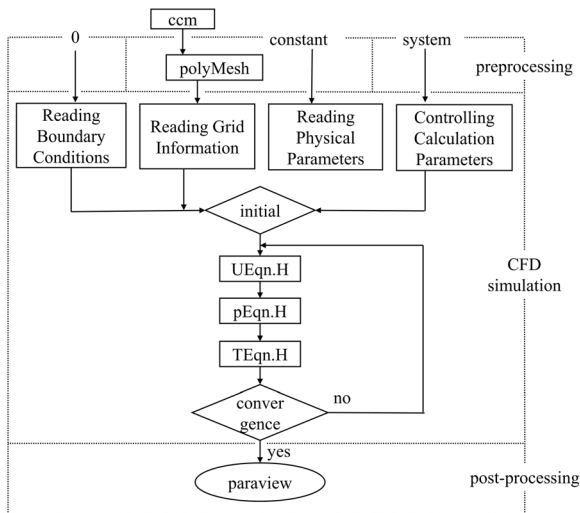 ccm
0
constant
system
polyMesh
preprocessing
Reading
Boundary
Conditions
Reading Grid
Information
Reading
Physical
Parameters
Controlling
Calculation
Parameters
initial
CFD
simulation
UEqn.H
pEqn.H
TEqn.H
conver
gence
no
yes
paraview
post-processing